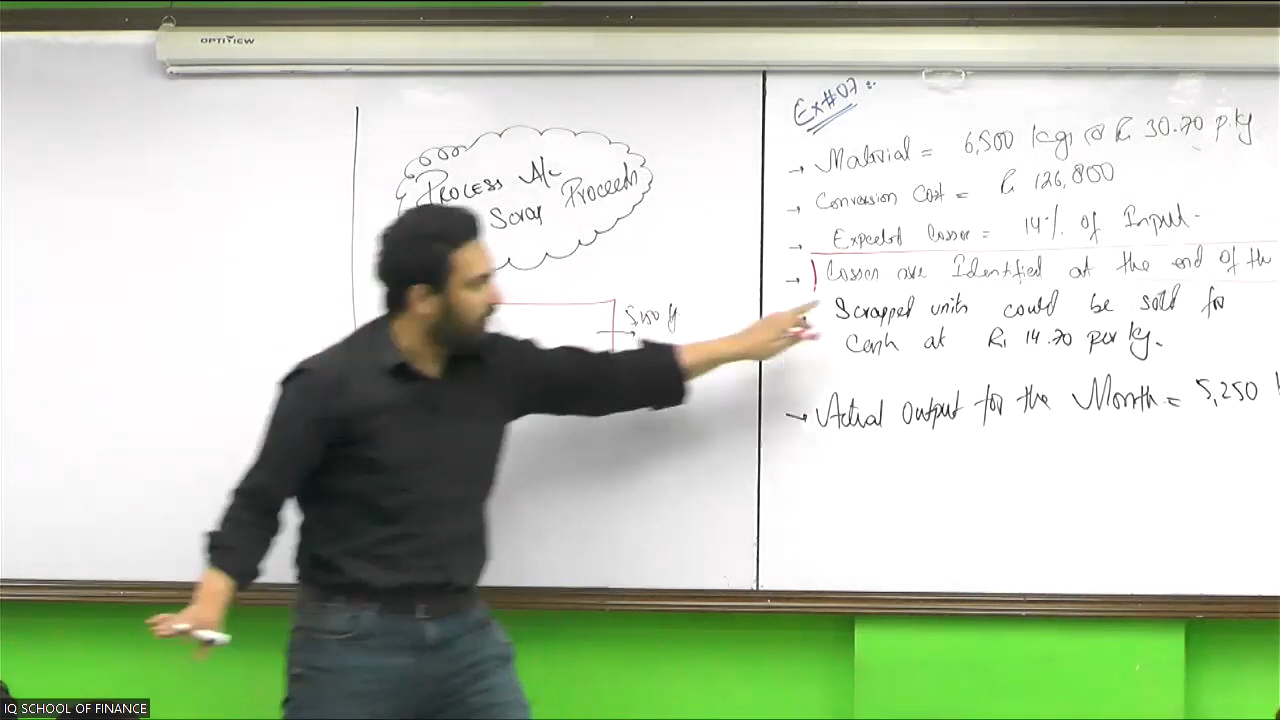 OPTIVIEW
Ex#07:-
PROCESS A/c
Scrap Proceeds
→ Material = 6,500 kgs @ Rs 30.70 p.kg
→ Conversion Cost = Rs 126,800
→ Expected losses = 14% of Input.
→ Losses are Identified at the end of the
Scrapped units could be sold for
Cash at Rs 14.70 per kg.
→ Actual Output for the Month = 5,250
IQ SCHOOL OF FINANCE